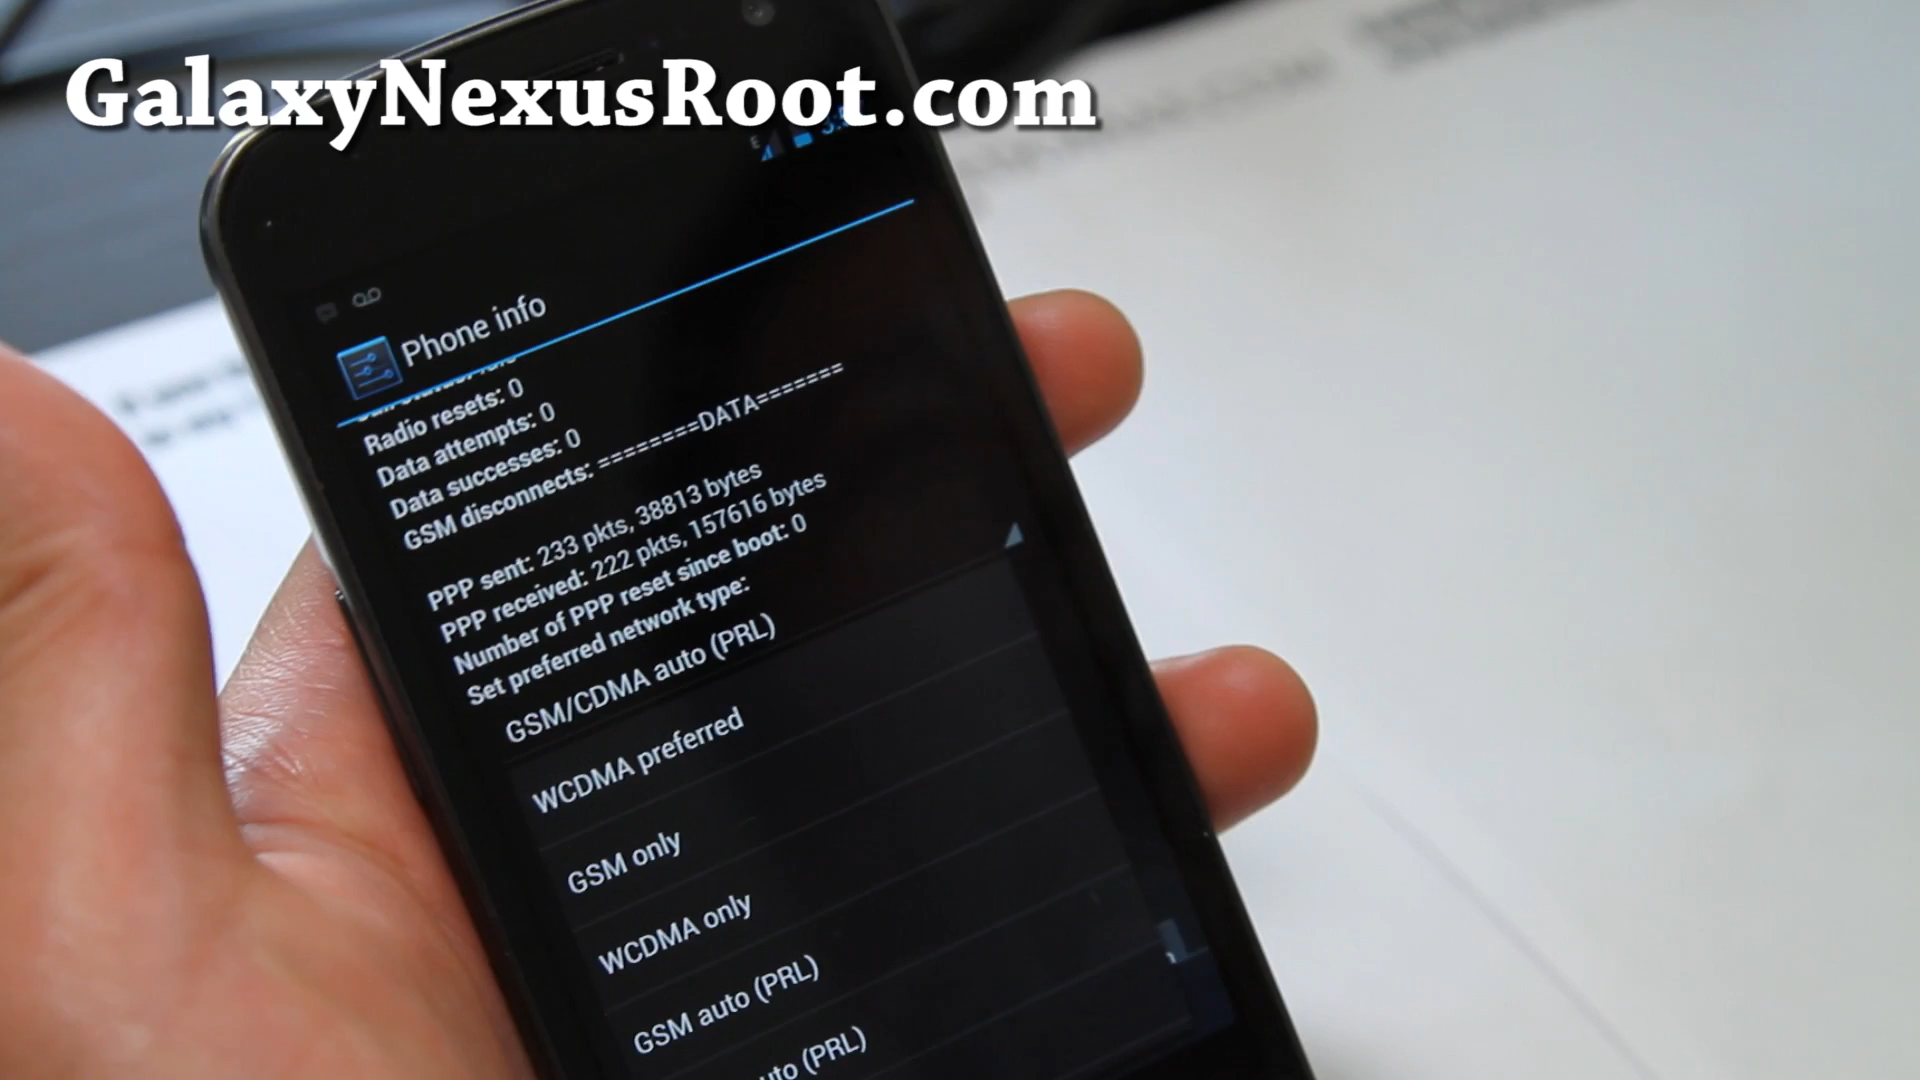 GalaxyNexusRoot.com
E
Phone info
Radio resets: 0
Data attempts: 0
Data successes: 0
GSM disconnects: ========DATA=======
PPP sent: 233 pkts, 38813 bytes
PPP received: 222 pkts, 157616 bytes
Number of PPP reset since boot: 0
Set preferred network type:
GSM/CDMA auto (PRL)
WCDMA preferred
GSM only
WCDMA only
GSM auto (PRL)
(PRL)